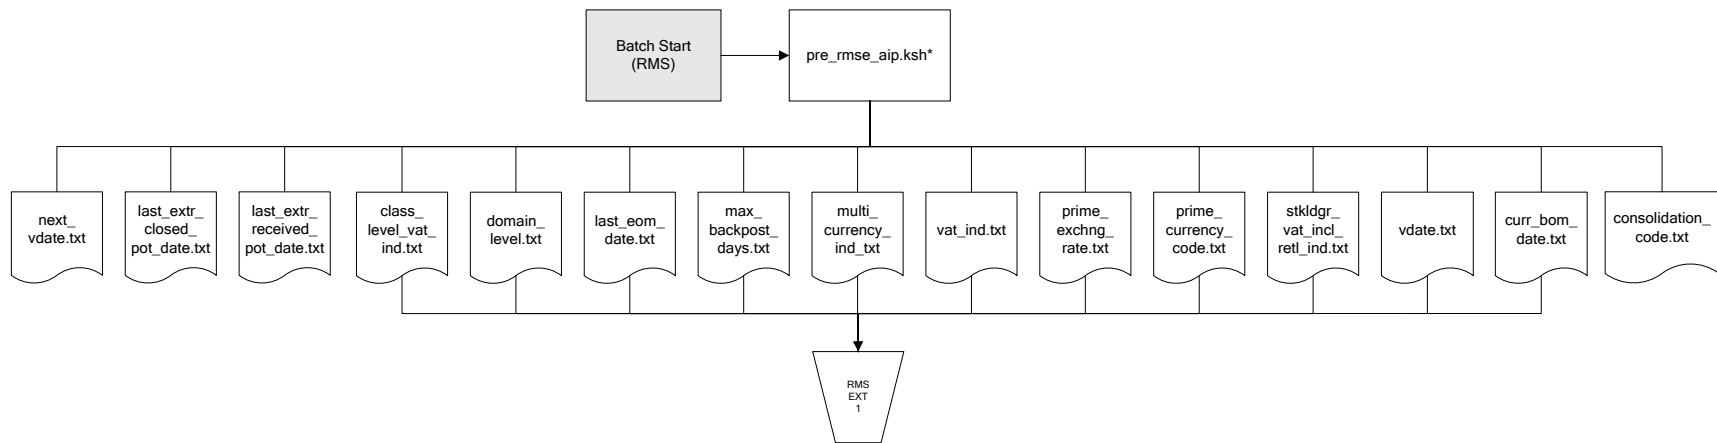 Batch Start
(RMS)
pre_rmse_aip.ksh*
next_
vdate.txt
last_extr_
closed_
pot_date.txt
last_extr_
received_
pot_date.txt
class_
level_vat_
ind.txt
domain_
level.txt
last_eom_
date.txt
max_
backpost_
days.txt
multi_
currency_
ind_txt
vat_ind.txt
prime_
exchng_
rate.txt
prime_
currency_
code.txt
stkldgr_
vat_incl_
retl_ind.txt
vdate.txt
curr_bom_
date.txt
consolidation_
code.txt
RMS
EXT
1